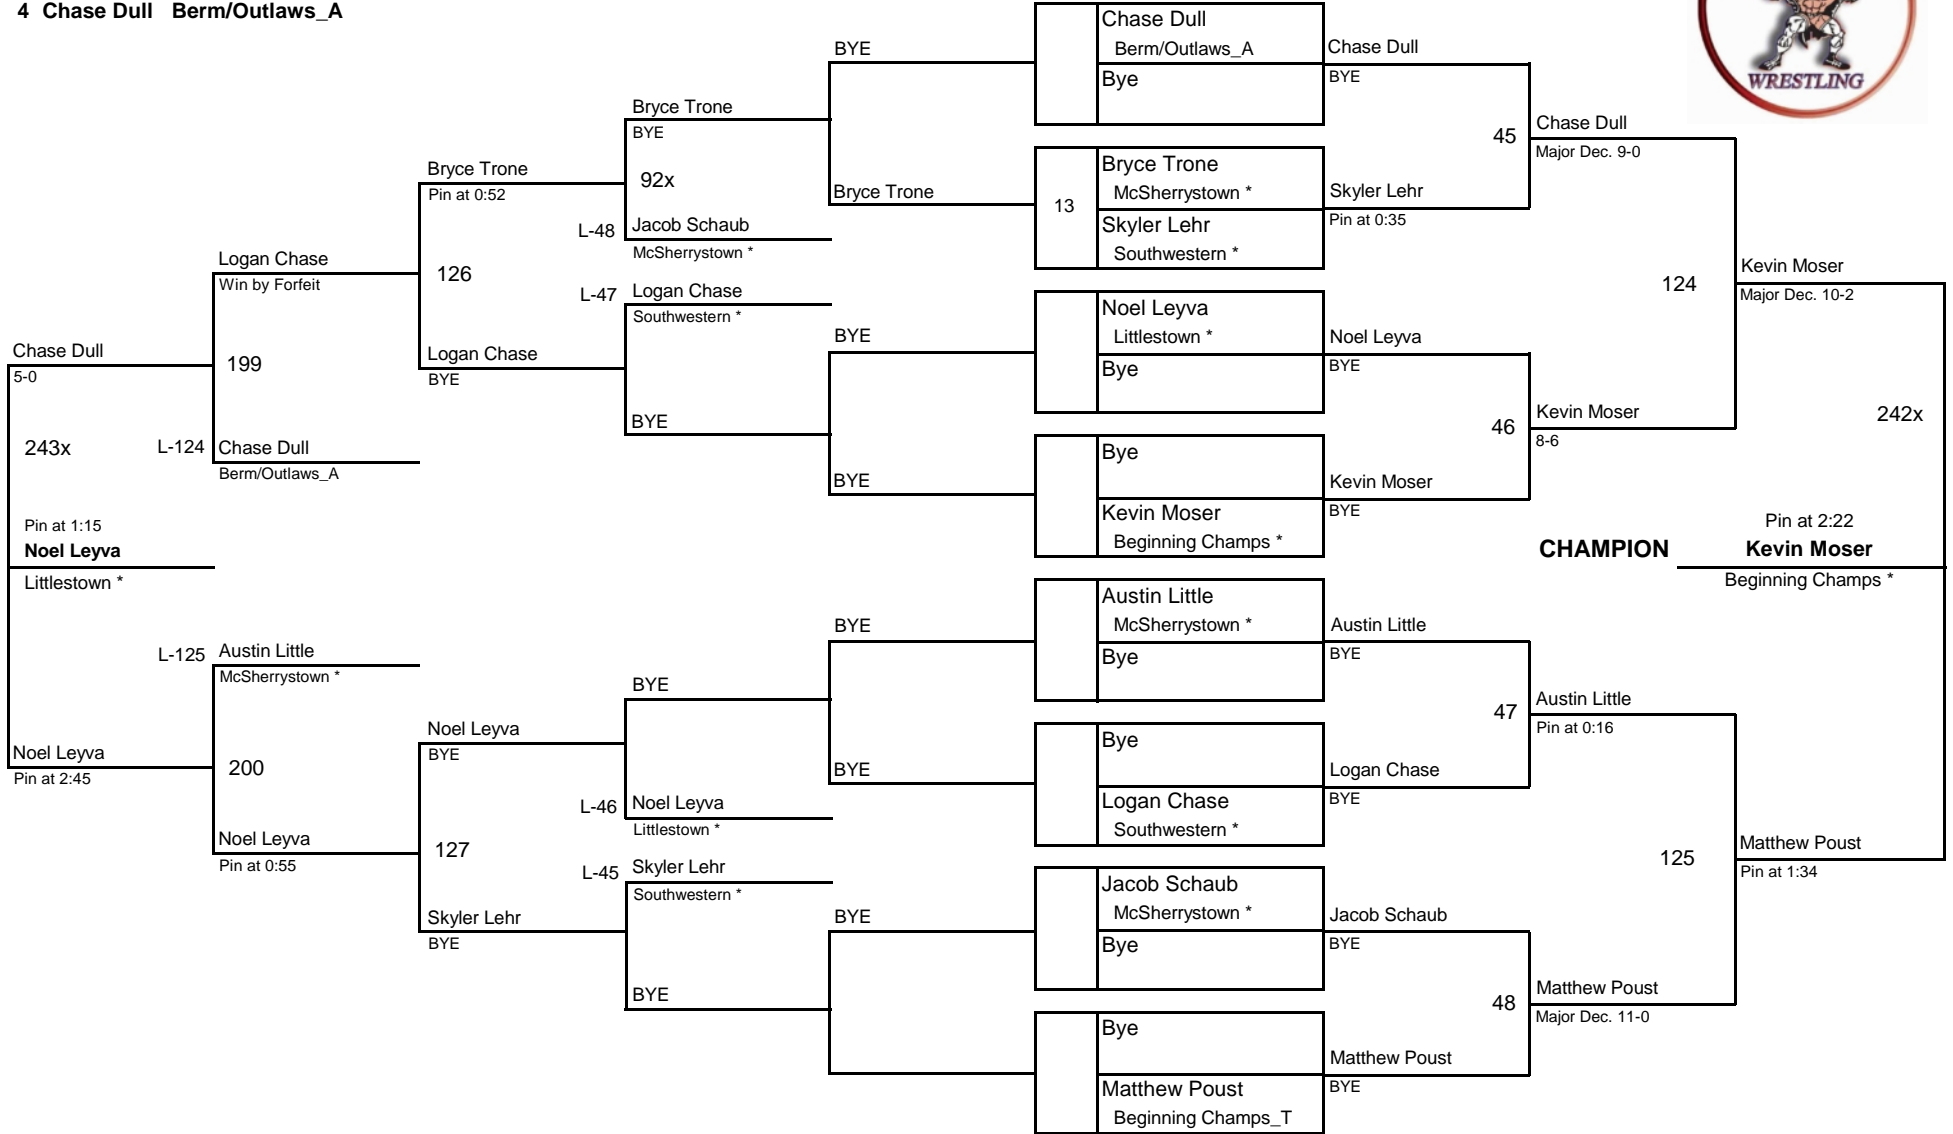 4 Chase Dull Berm/Outlaws_A
WRESTLING
Chase Dull
5-0
243x
Pin at 1:15
Noel Leyva
Littlestown *
Noel Leyva
Pin at 2:45
Logan Chase
Win by Forfeit
199
L-124 Chase Dull
Berm/Outlaws_A
L-125 Austin Little
McSherrystown *
200
Noel Leyva
Pin at 0:55
Bryce Trone
Pin at 0:52
126
Logan Chase
BYE
Noel Leyva
BYE
127
Skyler Lehr
BYE
Bryce Trone
BYE
92x
L-48 Jacob Schaub
McSherrystown *
L-47 Logan Chase
Southwestern *
BYE
BYE
L-46 Noel Leyva
Littlestown *
L-45 Skyler Lehr
Southwestern *
BYE
BYE
Bryce Trone
BYE
BYE
BYE
BYE
BYE
Chase Dull
Berm/Outlaws_A
Bye
13
Bryce Trone
McSherrystown *
Skyler Lehr
Southwestern *
Noel Leyva
Littlestown *
Bye
Bye
Kevin Moser
Beginning Champs *
Austin Little
McSherrystown *
Bye
Bye
Logan Chase
Southwestern *
Jacob Schaub
McSherrystown *
Bye
Bye
Matthew Poust
Beginning Champs_T
Chase Dull
BYE
45
Skyler Lehr
Pin at 0:35
Noel Leyva
BYE
46
Kevin Moser
BYE
Austin Little
BYE
47
Logan Chase
BYE
Jacob Schaub
BYE
48
Matthew Poust
BYE
Chase Dull
Major Dec. 9-0
124
Kevin Moser
8-6
Austin Little
Pin at 0:16
125
Matthew Poust
Major Dec. 11-0
Kevin Moser
Major Dec. 10-2
242x
Pin at 2:22
CHAMPION Kevin Moser
Beginning Champs *
Matthew Poust
Pin at 1:34